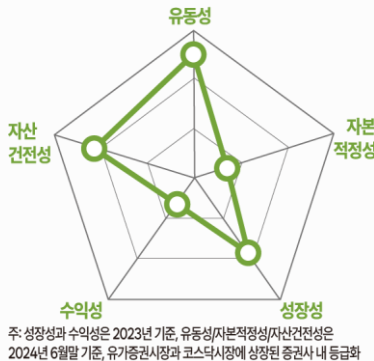 유동성
자산
건전성
자본
적정성
수익성
성장성
주: 성장성과 수익성은 2023년 기준, 유동성/자본적정성/자산건전성은
2024년 6월말 기준, 유가증권시장과 코스닥시장에 상장된 증권사 내 등급화